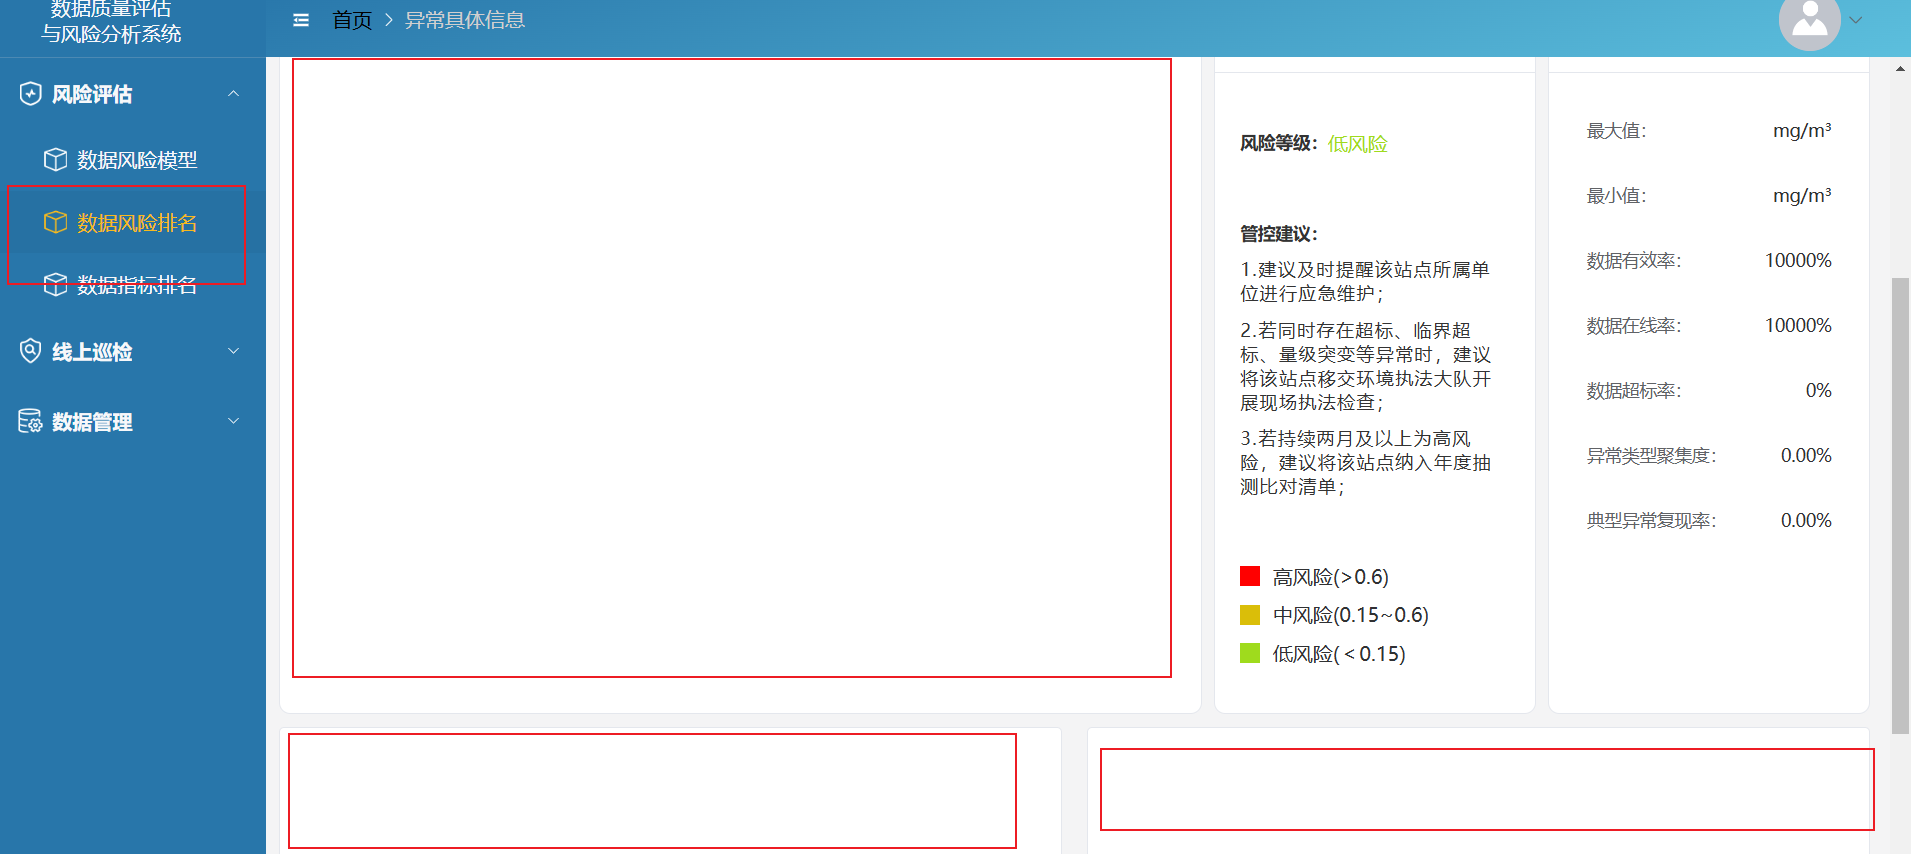 数据质量评估
与风险分析系统
首页 > 异常具体信息
风险评估
数据风险模型
数据风险排名
数据指标排名
线上巡检
数据管理
风险等级：低风险
管控建议：
1.建议及时提醒该站点所属单
位进行应急维护；
2.若同时存在超标、临界超
标、量级突变等异常时，建议
将该站点移交环境执法大队开
展现场执法检查；
3.若持续两月及以上为高风
险，建议将该站点纳入年度抽
测比对清单；
高风险(>0.6)
中风险(0.15~0.6)
低风险(＜0.15)
最大值： mg/m³
最小值： mg/m³
数据有效率： 10000%
数据在线率： 10000%
数据超标率： 0%
异常类型聚集度： 0.00%
典型异常复现率： 0.00%